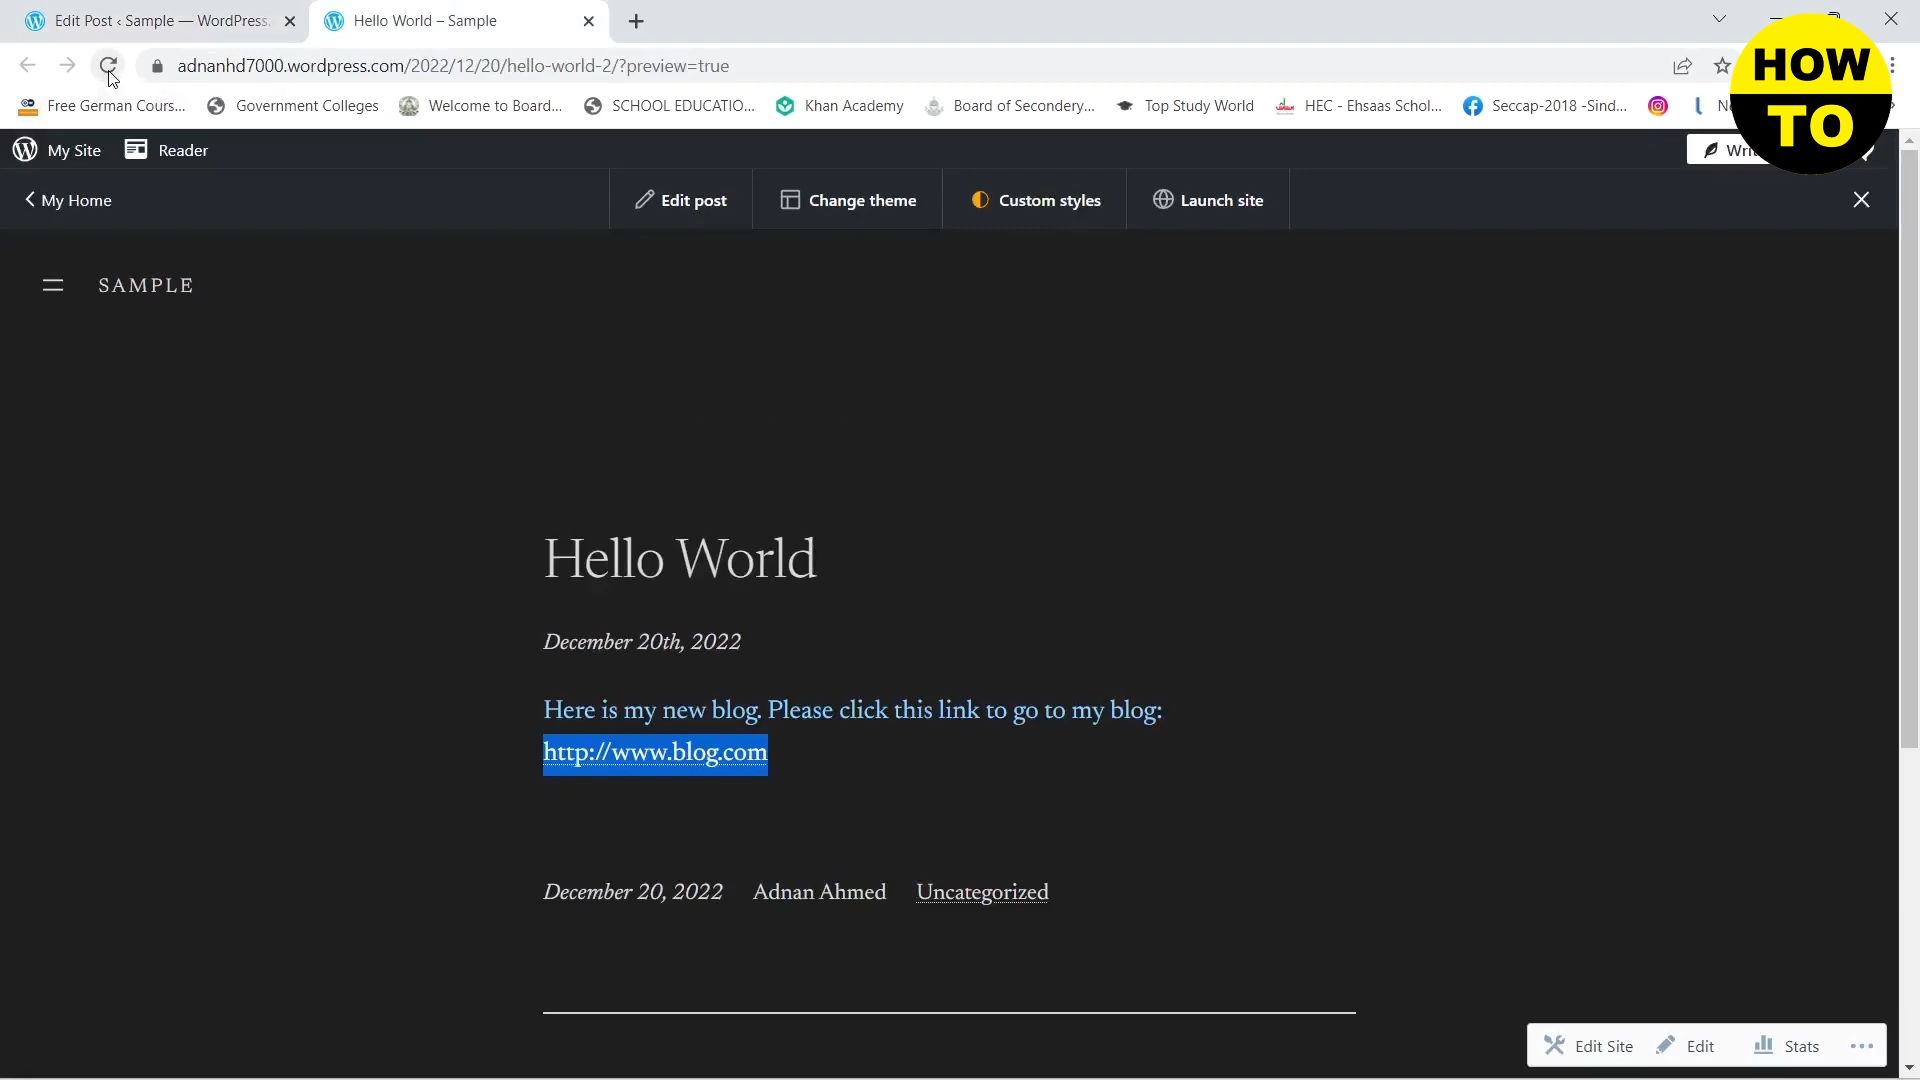 Edit Post ‹ Sample — WordPress.
Hello World – Sample
adnanhd7000.wordpress.com/2022/12/20/hello-world-2/?preview=true
HOW
TO
Free German Cours...
Government Colleges
Welcome to Board...
SCHOOL EDUCATIO...
Khan Academy
Board of Secondery...
Top Study World
HEC - Ehsaas Schol...
Seccap-2018 -Sind...
My Site
Reader
My Home
Edit post
Change theme
Custom styles
Launch site
SAMPLE
Hello World
December 20th, 2022
Here is my new blog. Please click this link to go to my blog:
http://www.blog.com
December 20, 2022 Adnan Ahmed Uncategorized
Edit Site
Edit
Stats